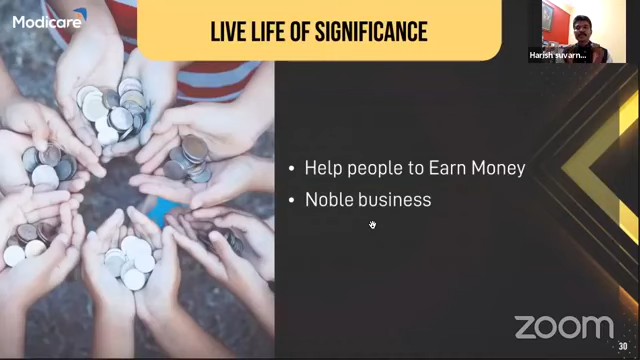 Modicare
LIVE LIFE OF SIGNIFICANCE
Harish suvarn...
• Help people to Earn Money
• Noble business
zoom
30